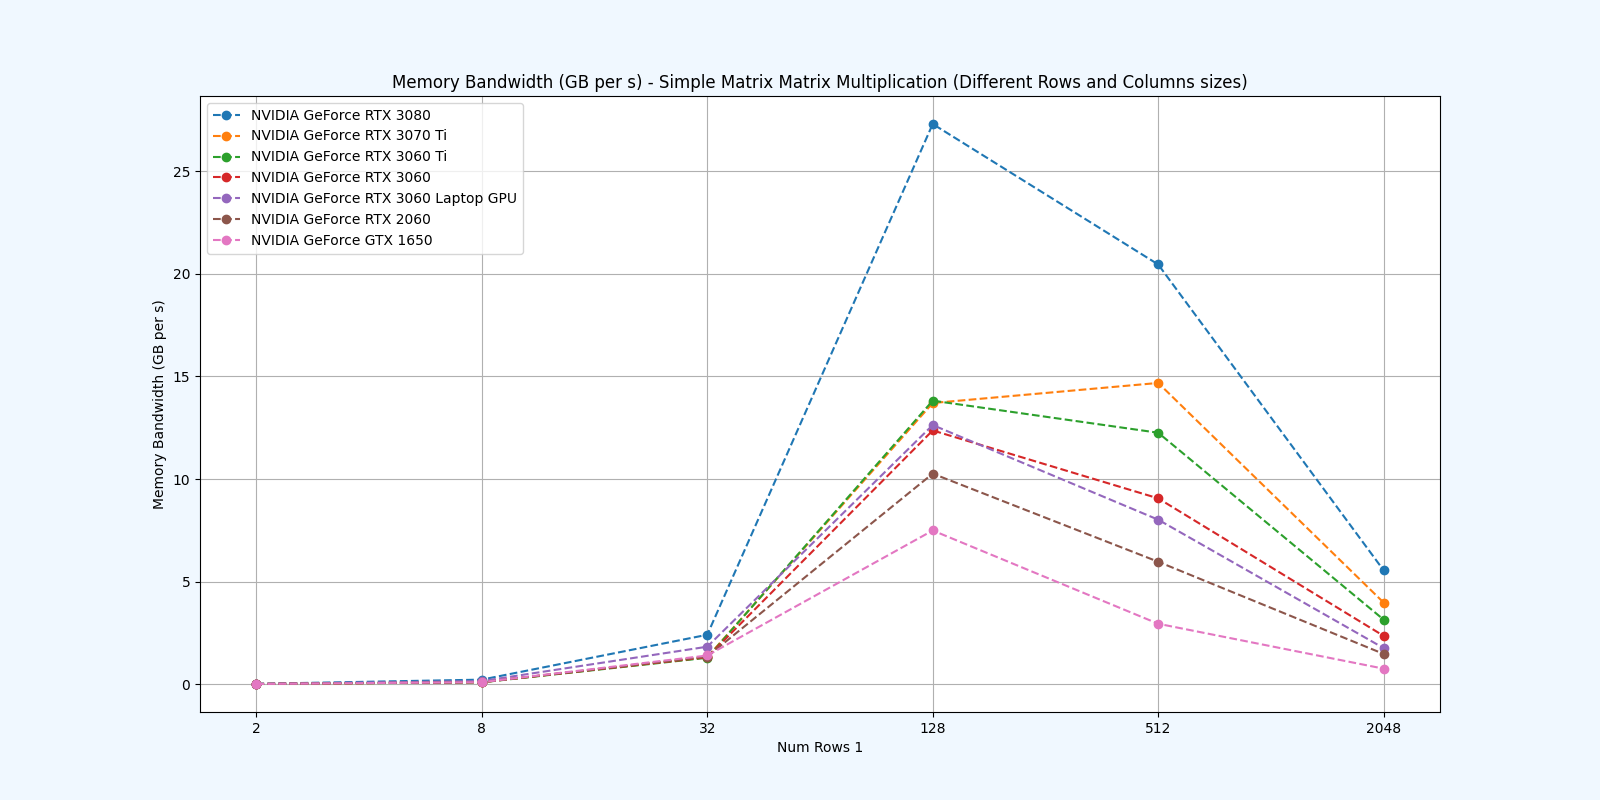 Memory Bandwidth (GB per s) - Simple Matrix Matrix Multiplication (Different Rows and Columns sizes)
NVIDIA GeForce RTX 3080
NVIDIA GeForce RTX 3070 Ti
NVIDIA GeForce RTX 3060 Ti
NVIDIA GeForce RTX 3060
NVIDIA GeForce RTX 3060 Laptop GPU
NVIDIA GeForce RTX 2060
NVIDIA GeForce GTX 1650
Memory Bandwidth (GB per s)
25
20
15
10
5
0
2 8 32 128 512 2048
Num Rows 1